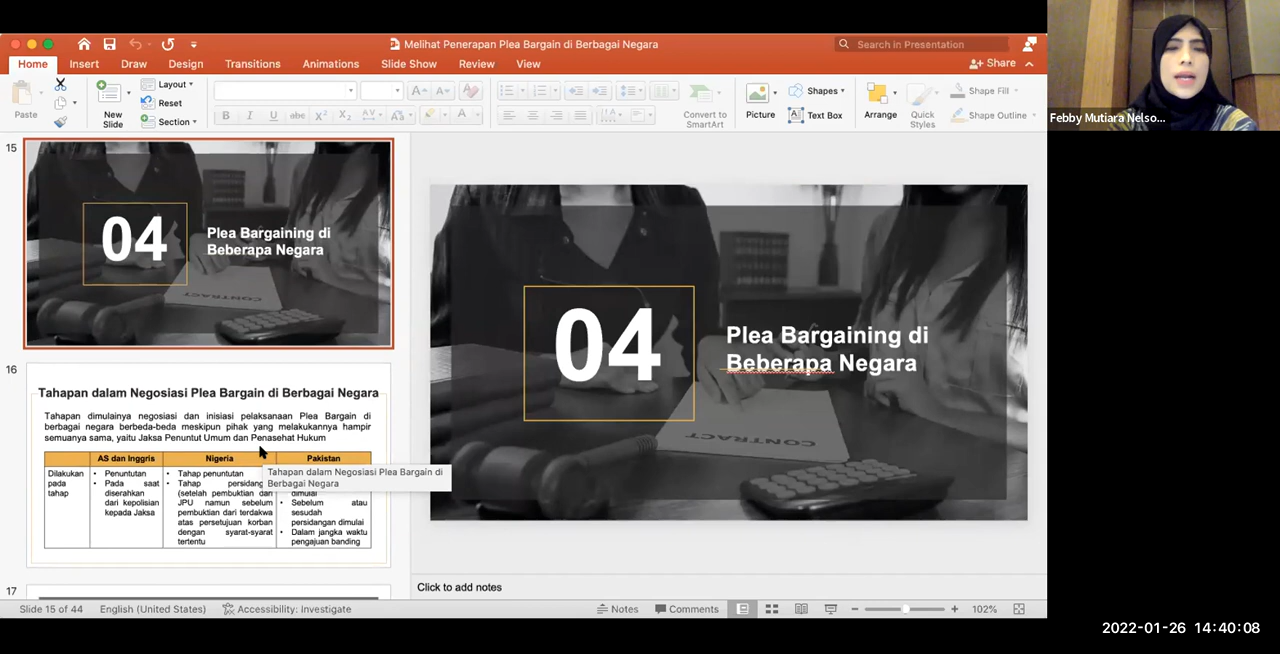 Melihat Penerapan Plea Bargain di Berbagai Negara
Search in Presentation
Home Insert Draw Design Transitions Animations Slide Show Review View
Share
Paste
New
Slide
Layout
Reset
Section
B I U abc X² X₂ AV Aa A
A A
Convert to
SmartArt
Picture
Shapes
Text Box
Arrange
Quick
Styles
Shape Fill
Shape Outline
Febby Mutiara Nelso...
15
04
Plea Bargaining di
Beberapa Negara
CONTRACT
16
Tahapan dalam Negosiasi Plea Bargain di Berbagai Negara
Tahapan dimulainya negosiasi dan inisiasi pelaksanaan Plea Bargain di
berbagai negara berbeda-beda meskipun pihak yang melakukannya hampir
semuanya sama, yaitu Jaksa Penuntut Umum dan Penasehat Hukum
AS dan Inggris Nigeria Pakistan
Dilakukan
pada
tahap
• Penuntutan
• Pada saat
diserahkan
dari kepolisian
kepada Jaksa
• Tahap penuntutan
• Tahap
(setelah pembuktian dari
JPU namun sebelum
pembuktian dari terdakwa
atas persetujuan korban
dengan syarat-syarat
tertentu
dimulai
• Sebelum atau
sesudah
persidangan dimulai
• Dalam jangka waktu
pengajuan banding
Tahapan dalam Negosiasi Plea Bargain di
Berbagai Negara
17
04
Plea Bargaining di
Beberapa Negara
CONTRACT
Click to add notes
Slide 15 of 44 English (United States) Accessibility: Investigate
Notes Comments 102%
2022-01-26 14:40:08